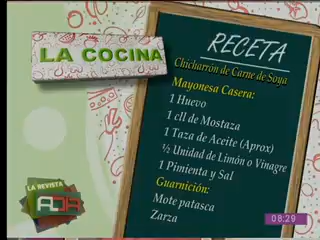 LA COCINA
RECETA
Chicharrón de Carne de Soya
Mayonesa Casera:
1 Huevo
1 cll de Mostaza
1 Taza de Aceite (Aprox)
½ Unidad de Limón o Vinagre
1 Pimienta y Sal
Guarnición:
Mote patasca
Zarza
LA REVISTA
ADR
08:29